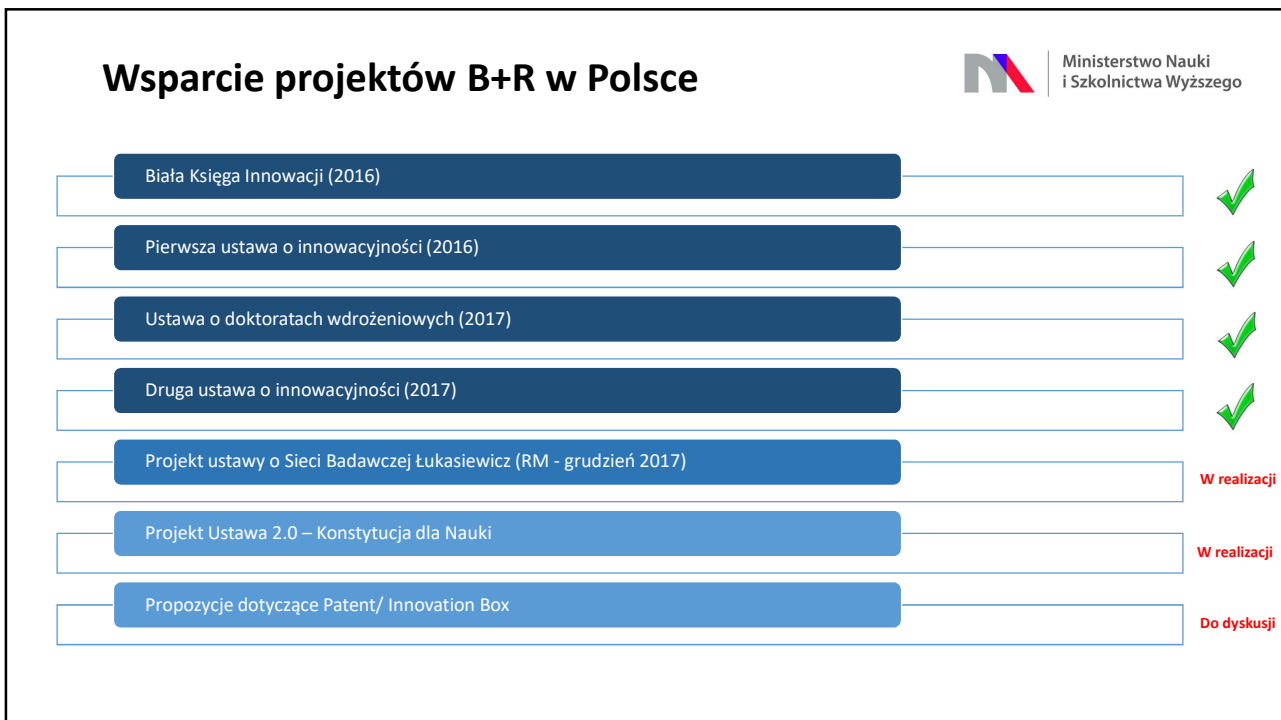 Wsparcie projektów B+R w Polsce
Ministerstwo Nauki
i Szkolnictwa Wyższego
Biała Księga Innowacji (2016)
Pierwsza ustawa o innowacyjności (2016)
Ustawa o doktoratach wdrożeniowych (2017)
Druga ustawa o innowacyjności (2017)
Projekt ustawy o Sieci Badawczej Łukasiewicz (RM - grudzień 2017)
W realizacji
Projekt Ustawa 2.0 – Konstytucja dla Nauki
W realizacji
Propozycje dotyczące Patent/ Innovation Box
Do dyskusji